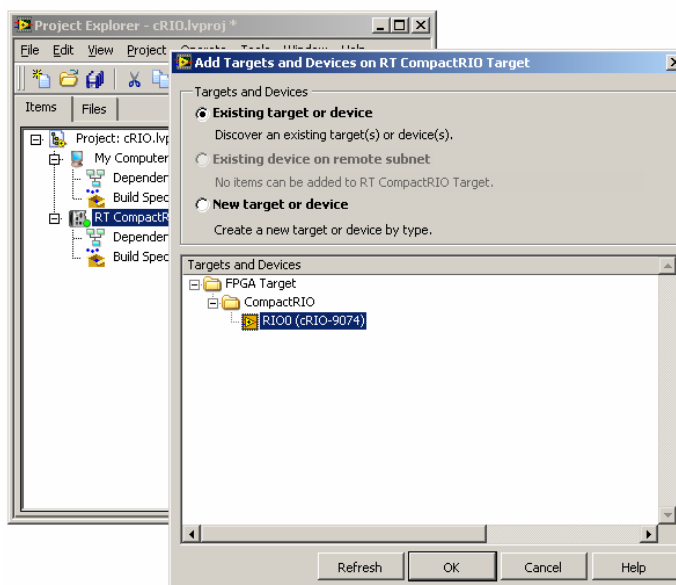 Project Explorer - cRIO.lvproj *
File Edit View Project Operate Tools Window Help
Items Files
Project: cRIO.lvp
My Computer
Depender
Build Spec
RT CompactR
Depender
Build Spec
Add Targets and Devices on RT CompactRIO Target
Targets and Devices
Existing target or device
Discover an existing target(s) or device(s).
Existing device on remote subnet
No items can be added to RT CompactRIO Target.
New target or device
Create a new target or device by type.
Targets and Devices
FPGA Target
CompactRIO
RIO0 (cRIO-9074)
Refresh OK Cancel Help